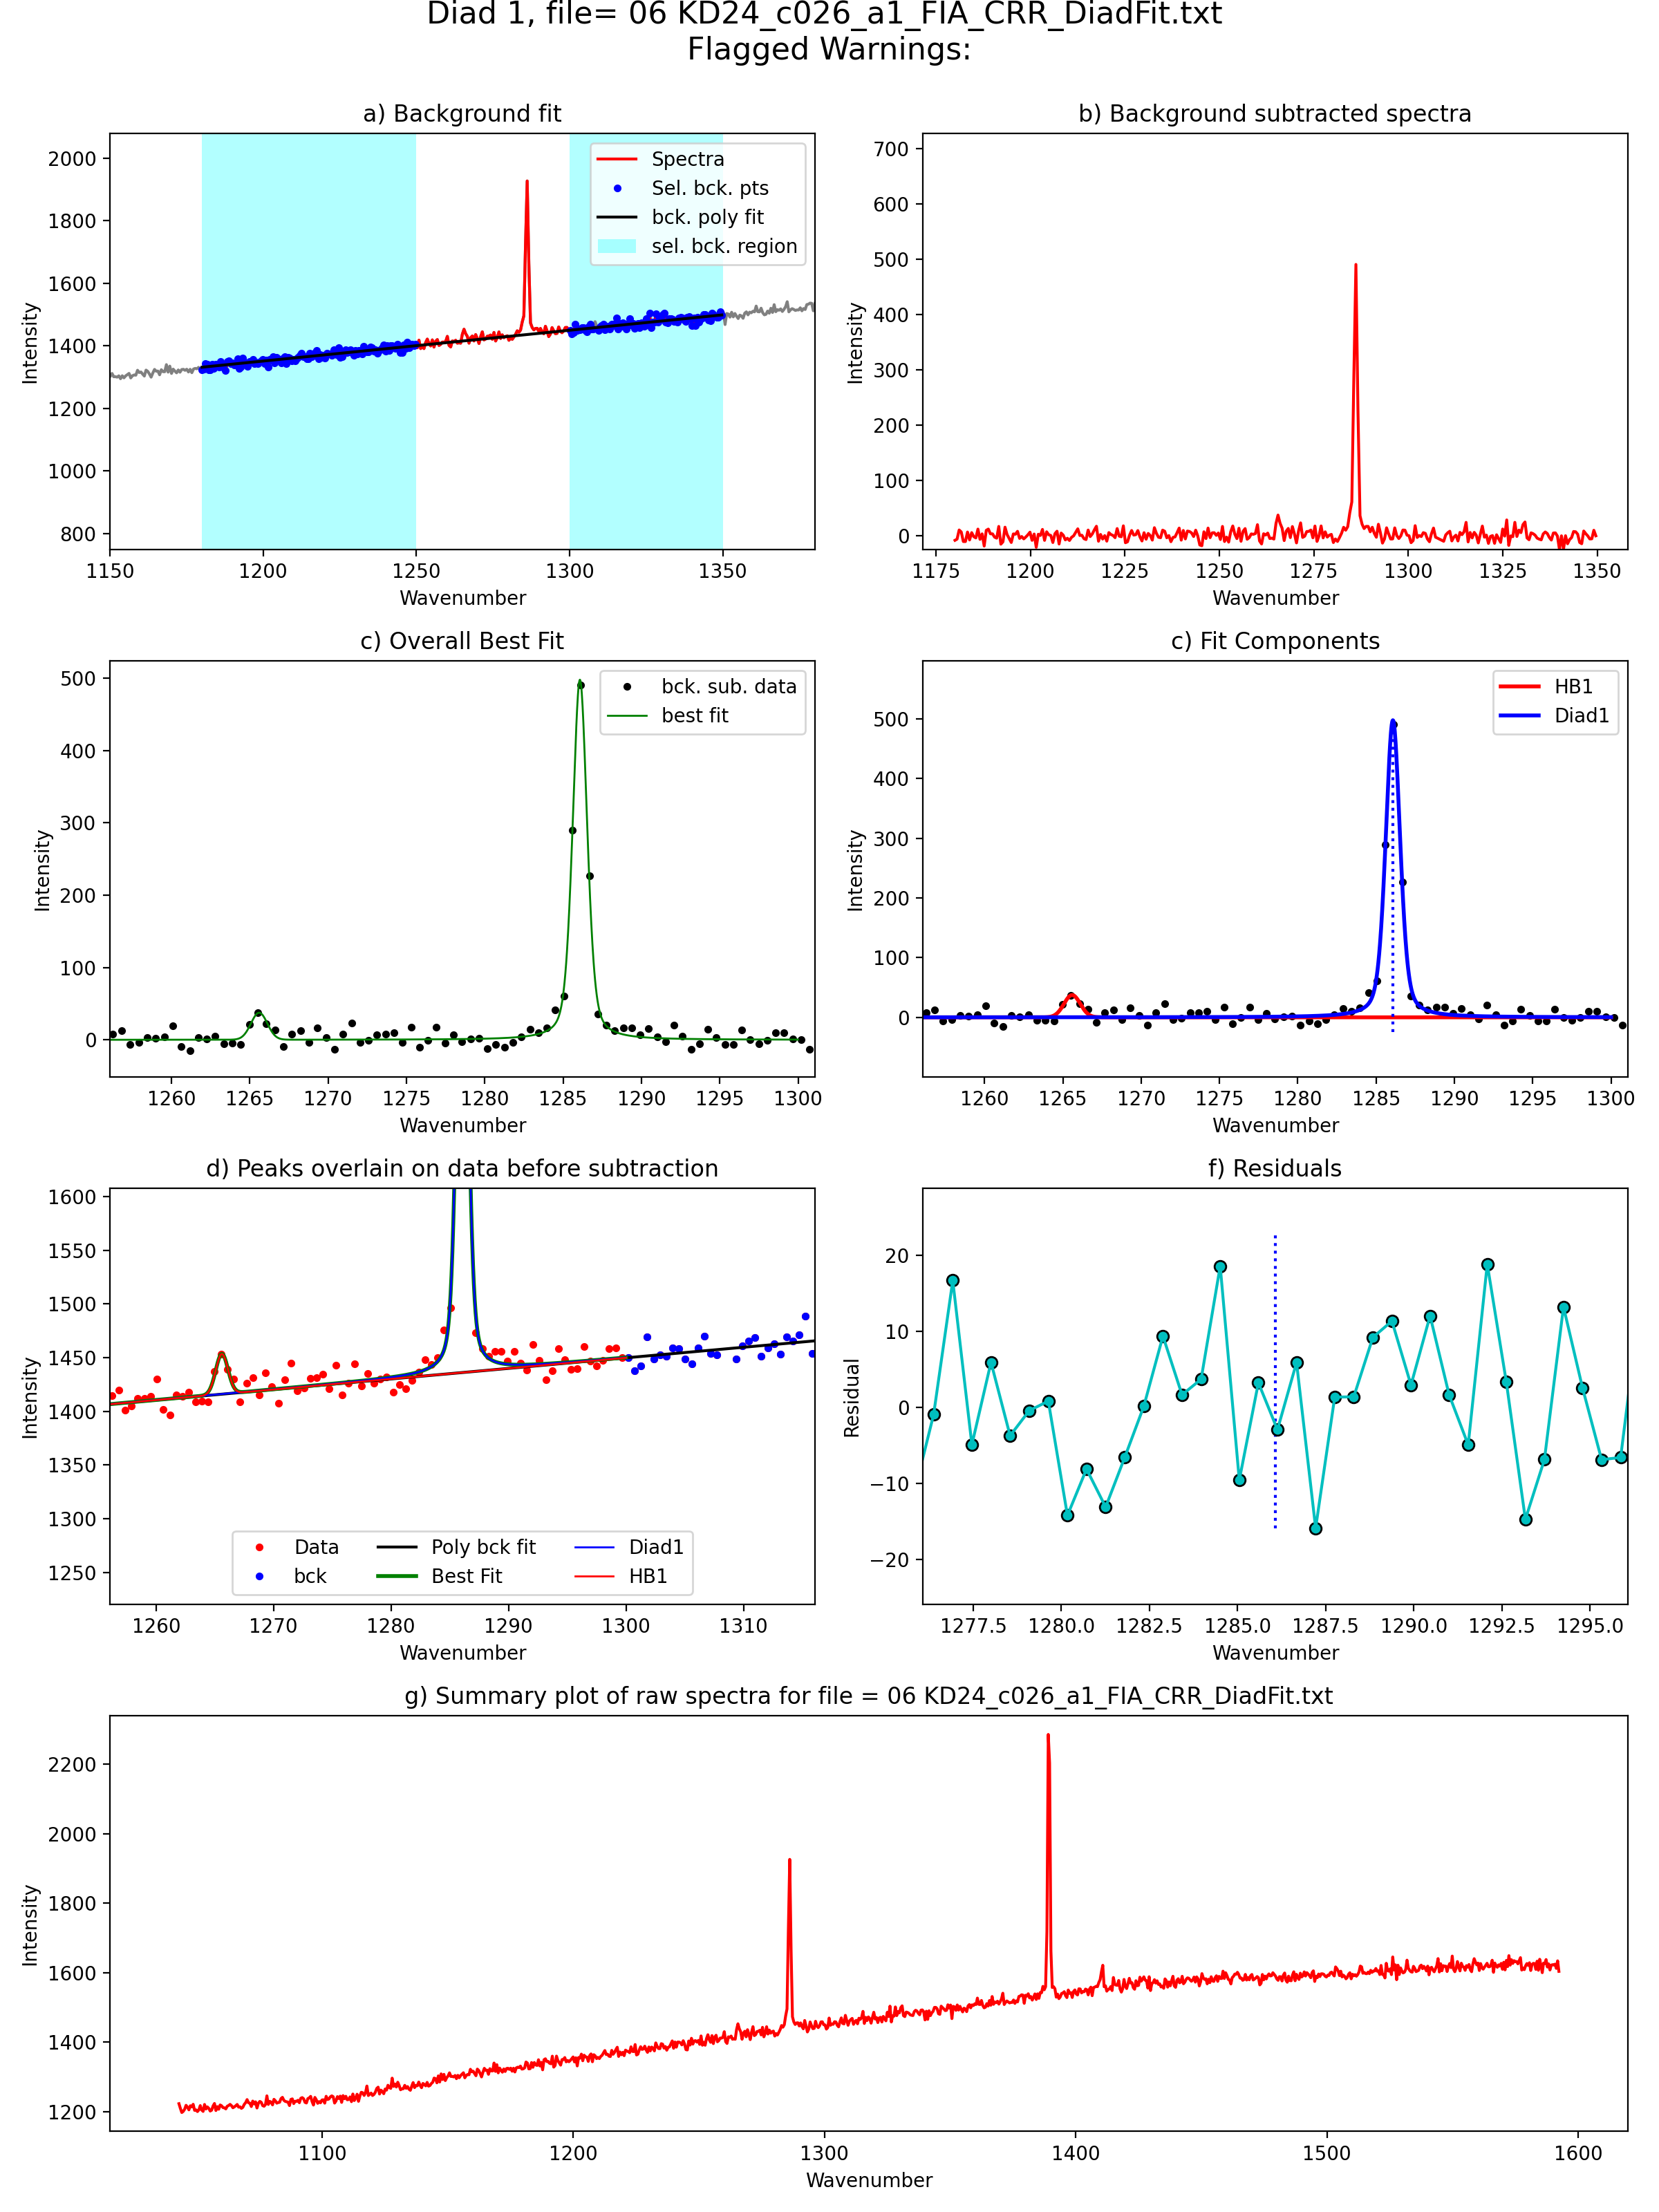 Diad 1, file= 06 KD24_c026_a1_FIA_CRR_DiadFit.txt
Flagged Warnings:
a) Background fit
2000
1800
1600
1400
1200
1000
800
Intensity
Spectra
Sel. bck. pts
bck. poly fit
sel. bck. region
1150 1200 1250 1300 1350
Wavenumber
b) Background subtracted spectra
700
600
500
400
300
200
100
0
Intensity
1175 1200 1225 1250 1275 1300 1325 1350
Wavenumber
c) Overall Best Fit
500
400
300
200
100
0
Intensity
bck. sub. data
best fit
1260 1265 1270 1275 1280 1285 1290 1295 1300
Wavenumber
c) Fit Components
500
400
300
200
100
0
Intensity
HB1
Diad1
1260 1265 1270 1275 1280 1285 1290 1295 1300
Wavenumber
d) Peaks overlain on data before subtraction
1600
1550
1500
1450
1400
1350
1300
1250
Intensity
Data Poly bck fit Diad1
bck Best Fit HB1
1260 1270 1280 1290 1300 1310
Wavenumber
f) Residuals
20
10
0
−10
−20
Residual
1277.5 1280.0 1282.5 1285.0 1287.5 1290.0 1292.5 1295.0
Wavenumber
g) Summary plot of raw spectra for file = 06 KD24_c026_a1_FIA_CRR_DiadFit.txt
2200
2000
1800
1600
1400
1200
Intensity
1100 1200 1300 1400 1500 1600
Wavenumber